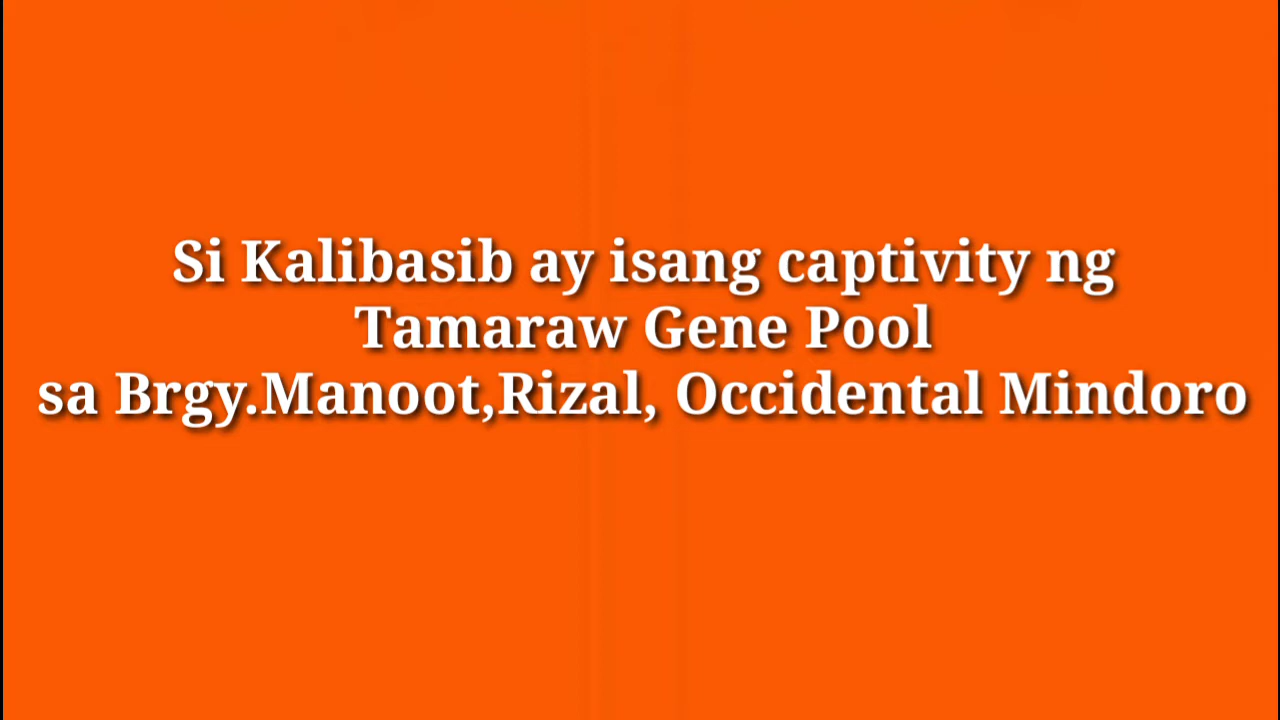 Si Kalibasib ay isang captivity ng
Tamaraw Gene Pool
sa Brgy.Manoot,Rizal, Occidental Mindoro